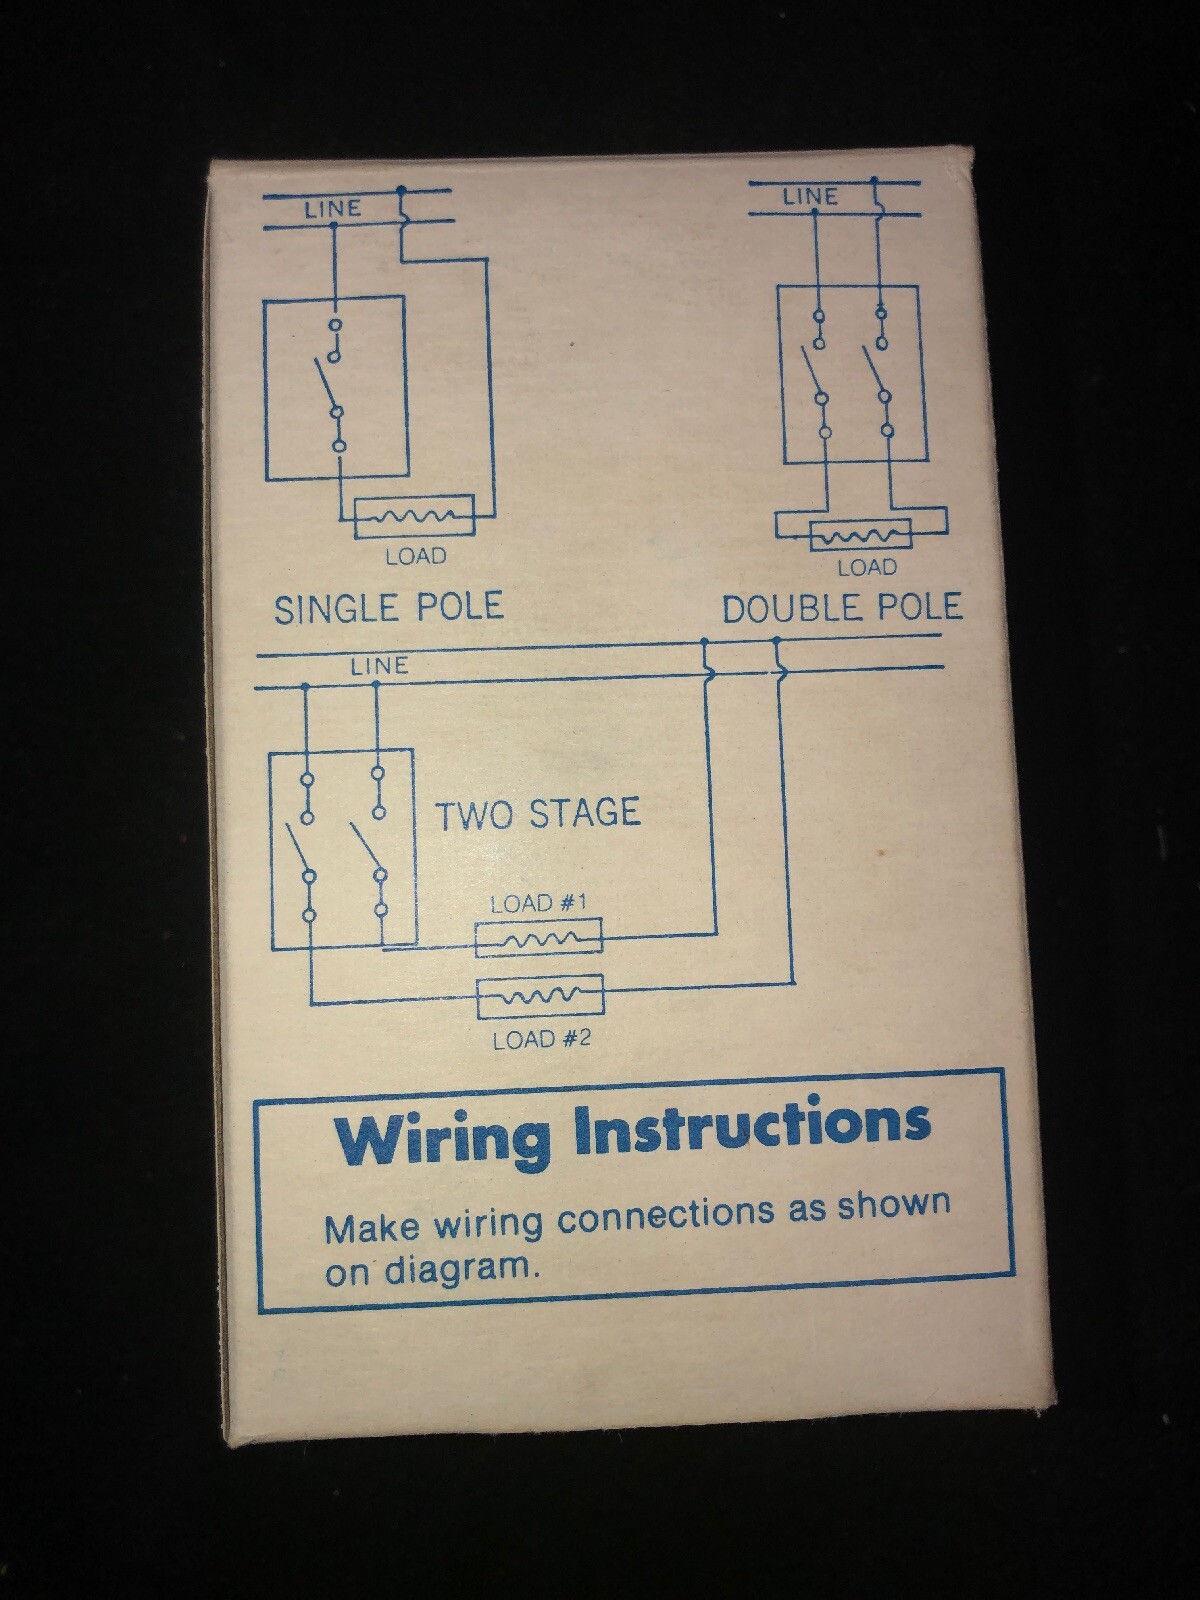 LINE
LINE
LOAD
LOAD
SINGLE POLE
DOUBLE POLE
LINE
TWO STAGE
LOAD #1
LOAD #2
Wiring Instructions
Make wiring connections as shown
on diagram.